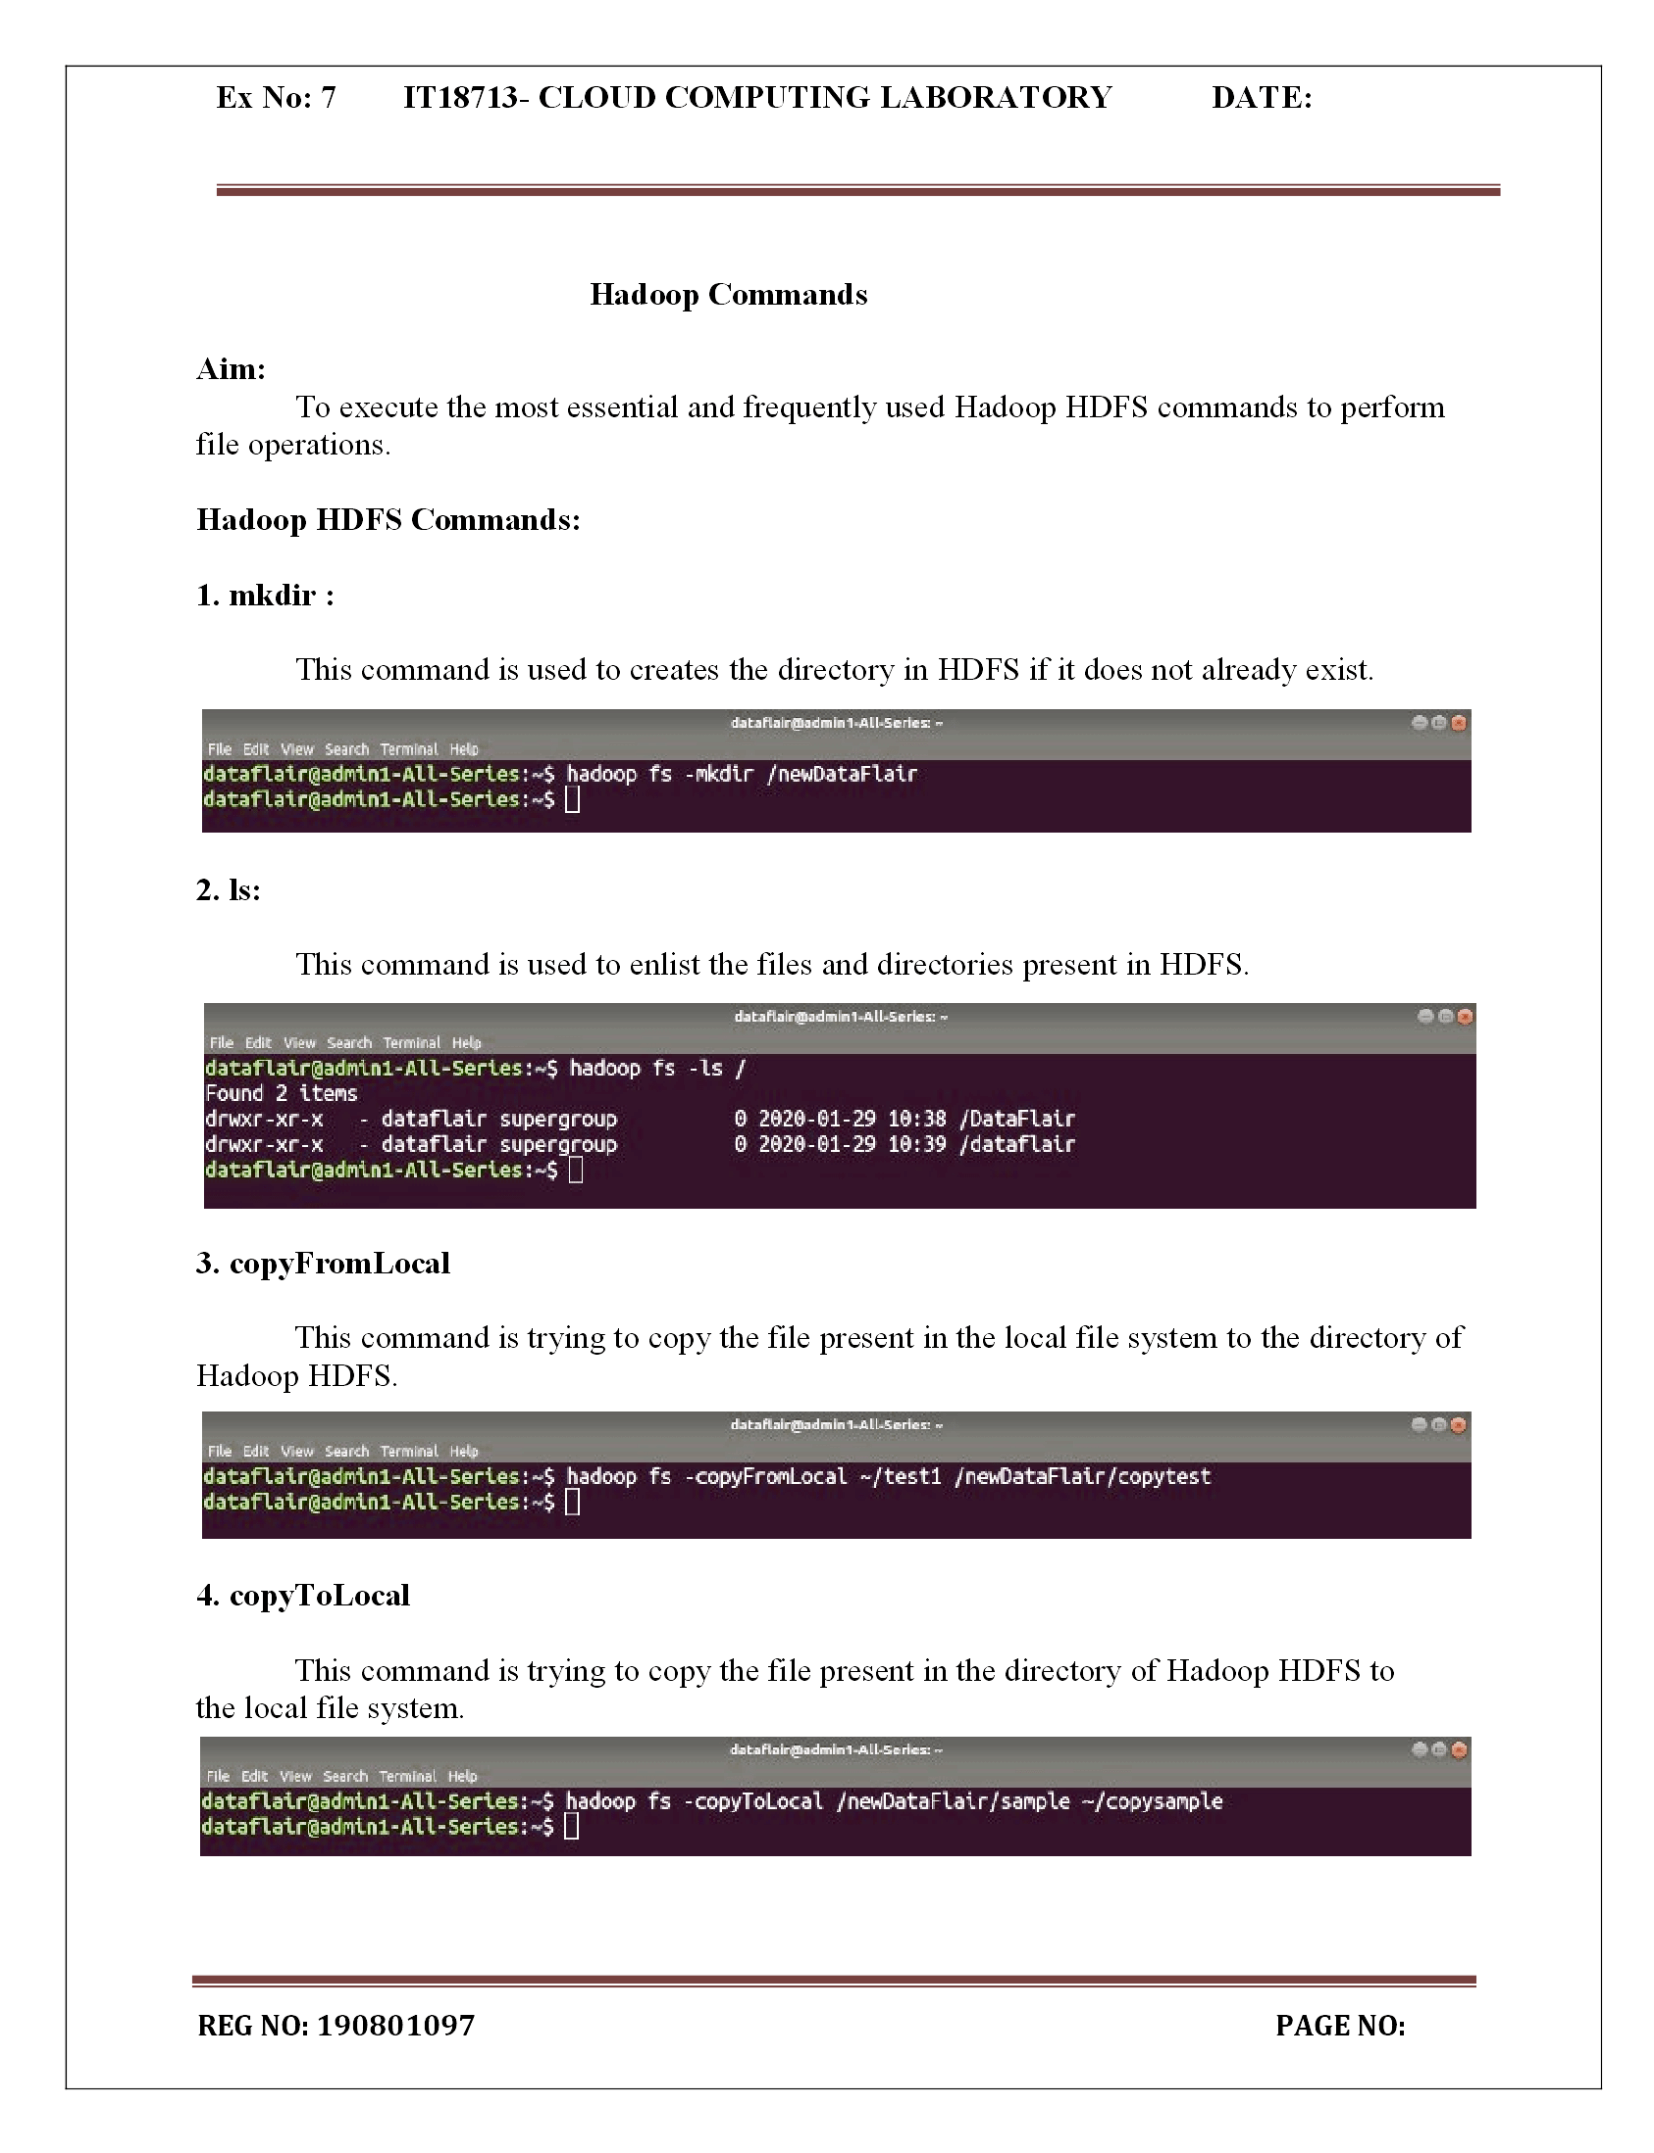 Ex No: 7 IT18713- CLOUD COMPUTING LABORATORY DATE:
Hadoop Commands
Aim:
To execute the most essential and frequently used Hadoop HDFS commands to perform
file operations.
Hadoop HDFS Commands:
1. mkdir :
This command is used to creates the directory in HDFS if it does not already exist.
dataflair@admin1-All-Series: ~
File Edit View Search Terminal Help
dataflair@admin1-All-Series:~$ hadoop fs -mkdir /newDataFlair
dataflair@admin1-All-Series:~$
2. ls:
This command is used to enlist the files and directories present in HDFS.
dataflair@admin1-All-Series: ~
File Edit View Search Terminal Help
dataflair@admin1-All-Series:~$ hadoop fs -ls /
Found 2 items
drwxr-xr-x - dataflair supergroup 0 2020-01-29 10:38 /DataFlair
drwxr-xr-x - dataflair supergroup 0 2020-01-29 10:39 /dataflair
dataflair@admin1-All-Series:~$
3. copyFromLocal
This command is trying to copy the file present in the local file system to the directory of
Hadoop HDFS.
dataflair@admin1-All-Series: ~
File Edit View Search Terminal Help
dataflair@admin1-All-Series:~$ hadoop fs -copyFromLocal ~/test1 /newDataFlair/copytest
dataflair@admin1-All-Series:~$
4. copyToLocal
This command is trying to copy the file present in the directory of Hadoop HDFS to
the local file system.
dataflair@admin1-All-Series: ~
File Edit View Search Terminal Help
dataflair@admin1-All-Series:~$ hadoop fs -copyToLocal /newDataFlair/sample ~/copysample
dataflair@admin1-All-Series:~$
REG NO: 190801097 PAGE NO: